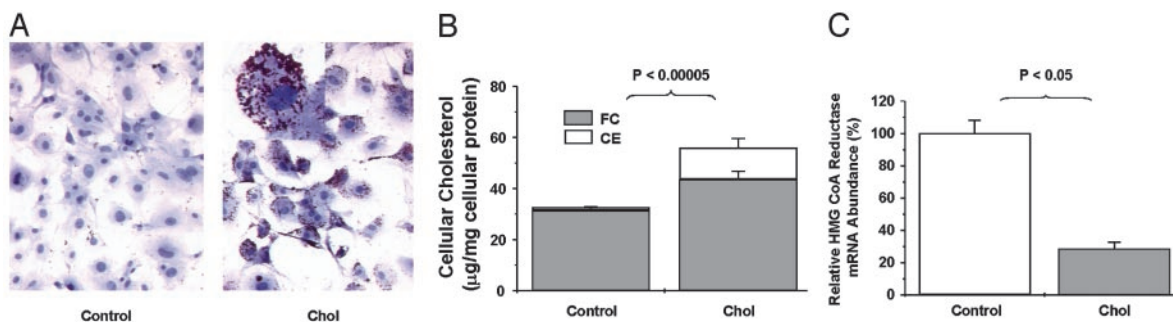 A
Control
Chol
B
P < 0.00005
Cellular Cholesterol
(µg/mg cellular protein)
80
60
40
20
0
FC
CE
Control
Chol
C
P < 0.05
Relative HMG CoA Reductase
mRNA Abundance (%)
120
100
80
60
40
20
0
Control
Chol